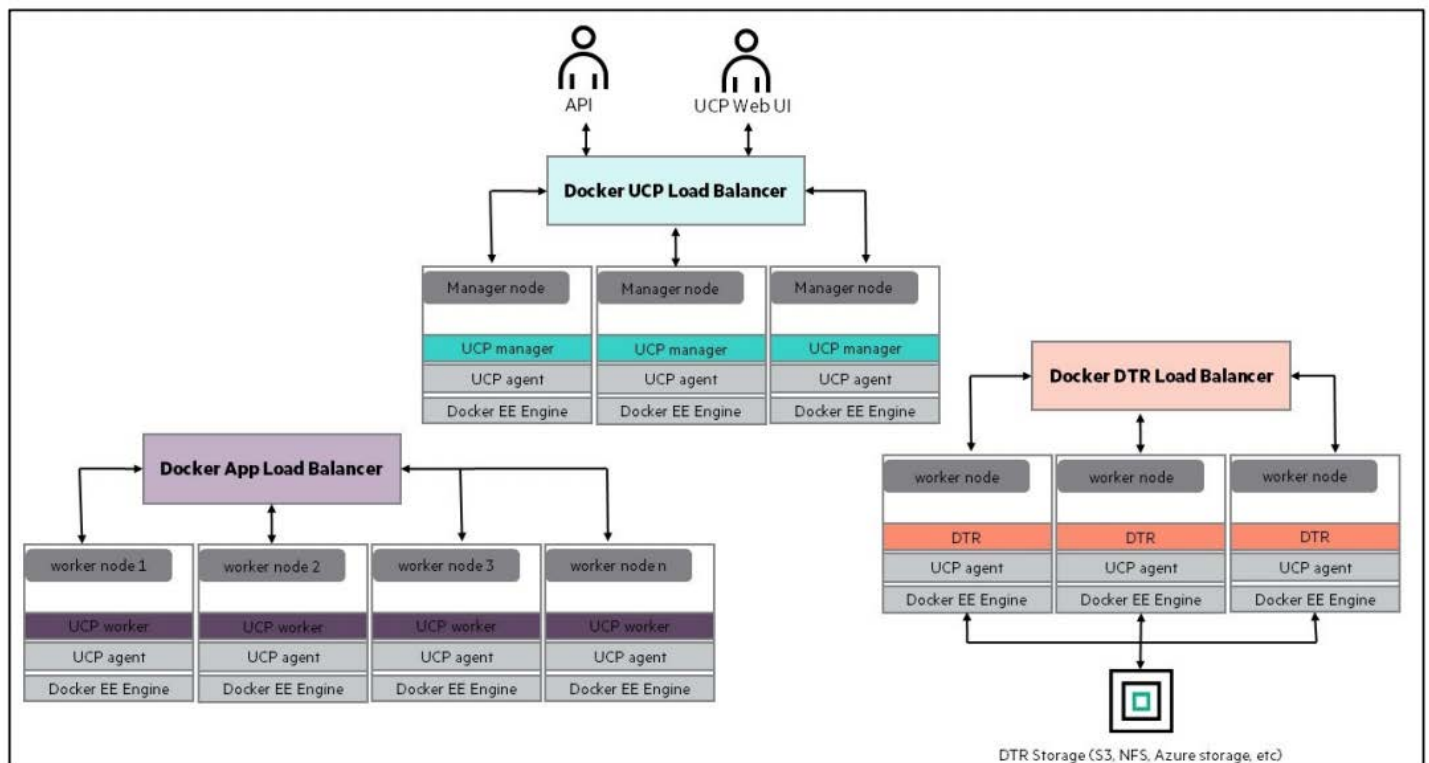 API
UCP Web UI
Docker UCP Load Balancer
Manager node
Manager node
Manager node
UCP manager
UCP manager
UCP manager
UCP agent
UCP agent
UCP agent
Docker EE Engine
Docker EE Engine
Docker EE Engine
Docker DTR Load Balancer
worker node
worker node
worker node
DTR
DTR
DTR
UCP agent
UCP agent
UCP agent
Docker EE Engine
Docker EE Engine
Docker EE Engine
DTR Storage (S3, NFS, Azure storage, etc)
Docker App Load Balancer
worker node 1
worker node 2
worker node 3
worker node n
UCP worker
UCP worker
UCP worker
UCP worker
UCP agent
UCP agent
UCP agent
UCP agent
Docker EE Engine
Docker EE Engine
Docker EE Engine
Docker EE Engine